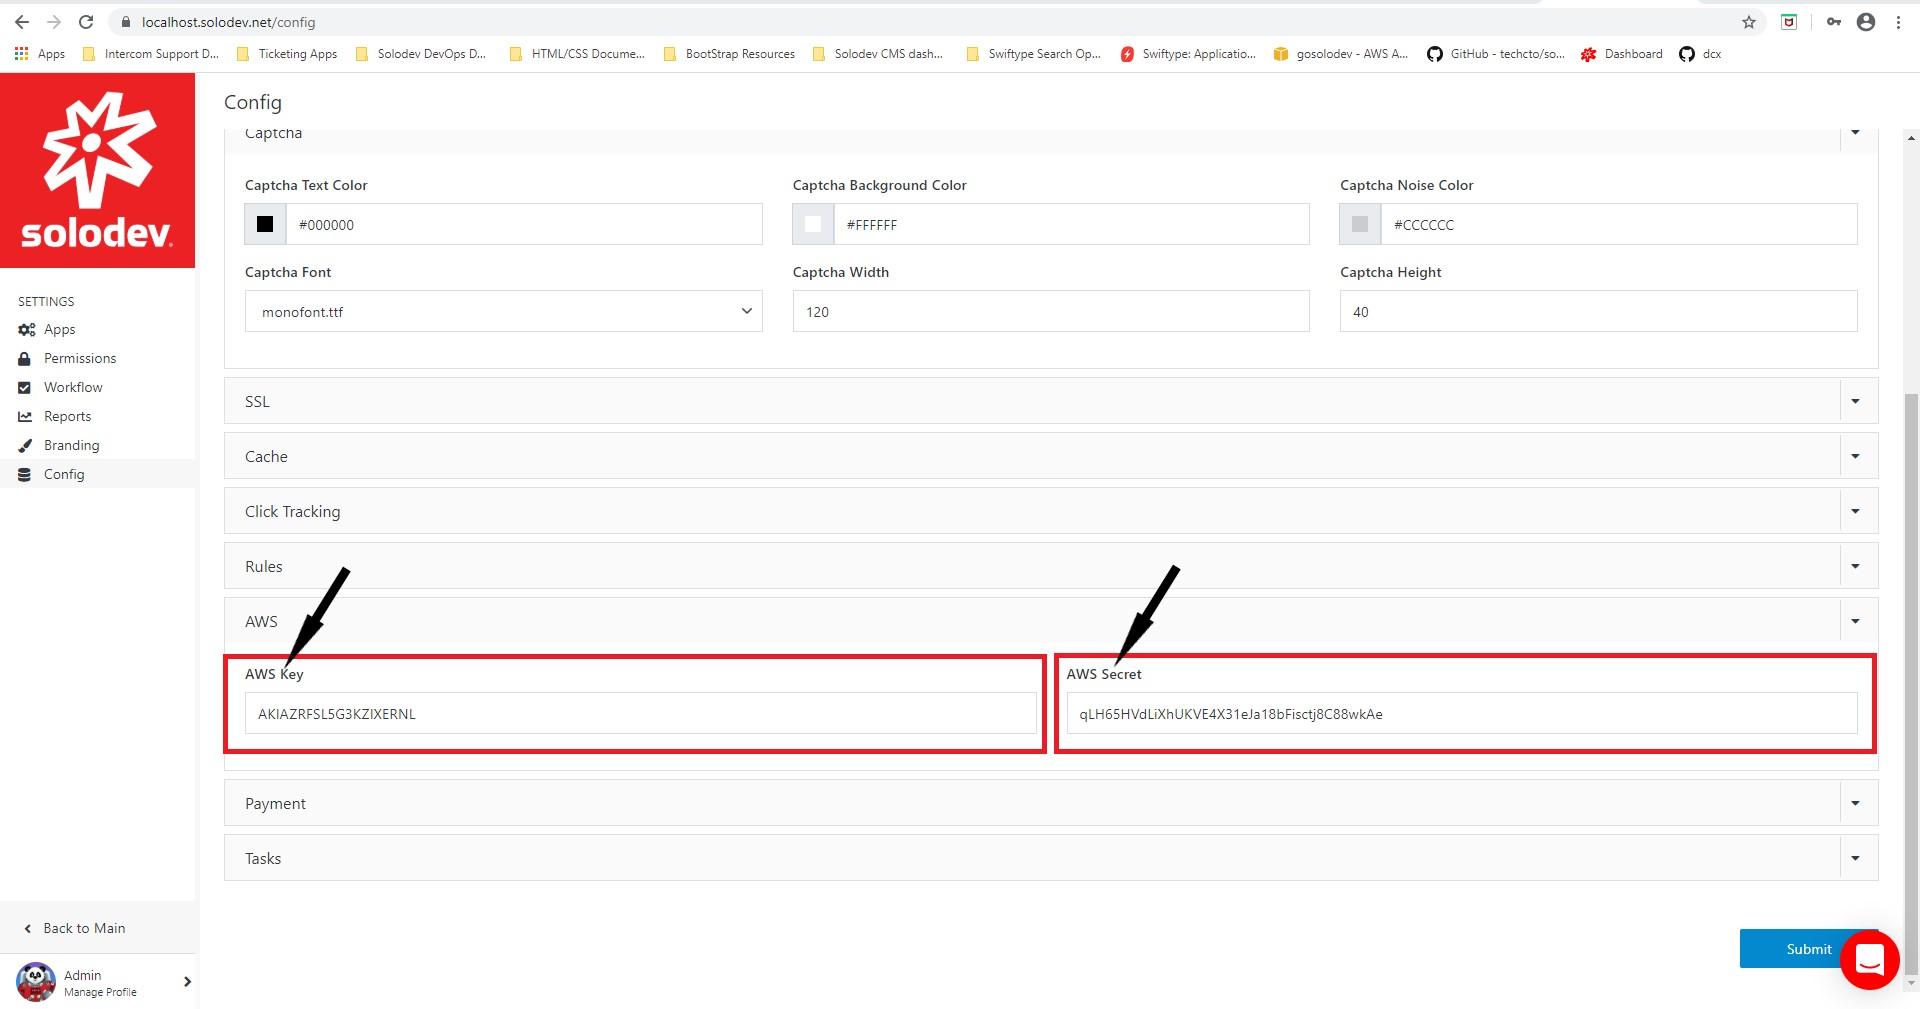 localhost.solodev.net/config
Apps
Intercom Support D...
Ticketing Apps
Solodev DevOps D...
HTML/CSS Docume...
BootStrap Resources
Solodev CMS dash...
Swiftype Search Op...
Swiftype: Applicatio...
gosolodev - AWS A...
GitHub - techcto/so...
Dashboard
dcx
solodev
SETTINGS
Apps
Permissions
Workflow
Reports
Branding
Config
Back to Main
Admin
Manage Profile
Config
Captcha
Captcha Text Color
Captcha Background Color
Captcha Noise Color
#000000
#FFFFFF
#CCCCCC
Captcha Font
Captcha Width
Captcha Height
monofont.ttf
120
40
SSL
Cache
Click Tracking
Rules
AWS
AWS Key
AWS Secret
AKIAZRFSL5G3KZIXERNL
qLH65HVdLiXhUKVE4X31eJa18bFisctj8C88wkAe
Payment
Tasks
Submit